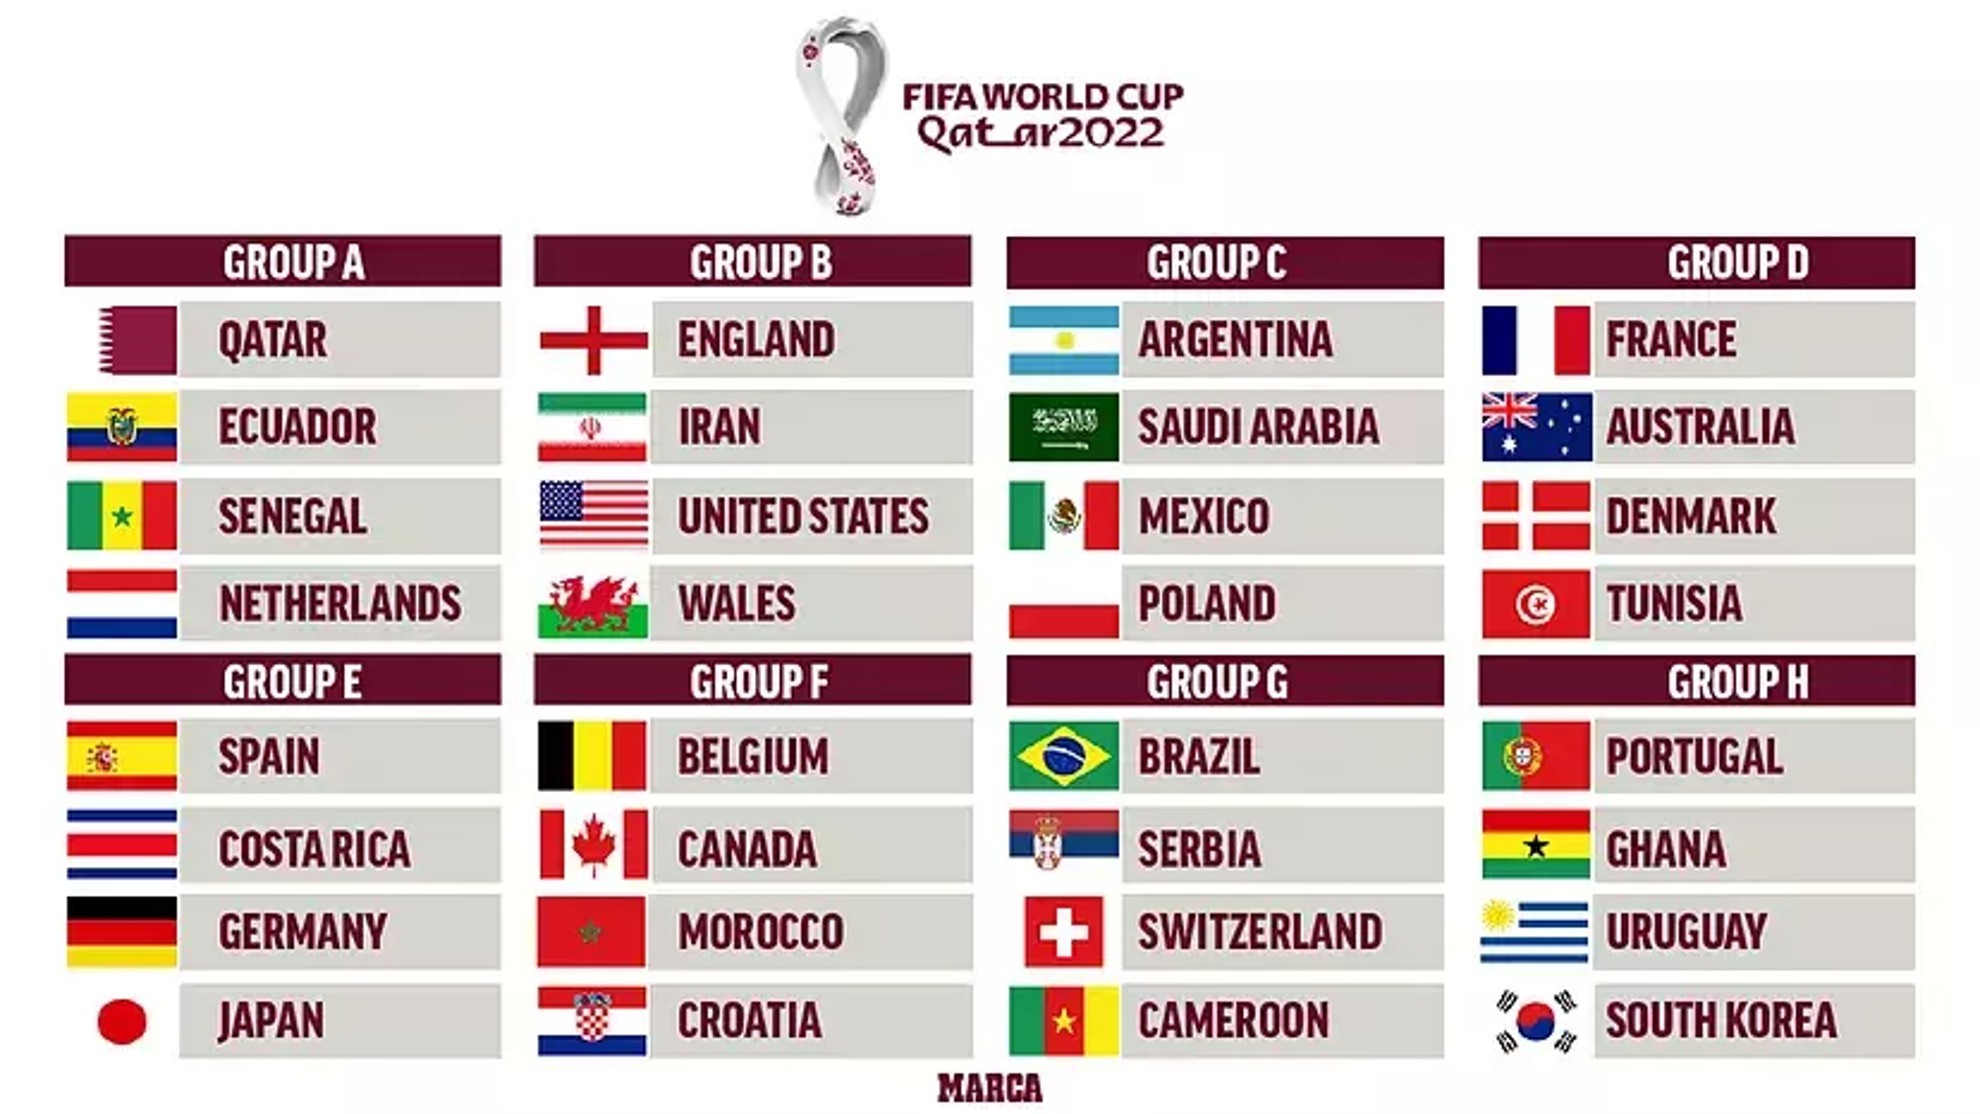 FIFA WORLD CUP
Qatar2022
GROUP A
QATAR
ECUADOR
SENEGAL
NETHERLANDS
GROUP B
ENGLAND
IRAN
UNITED STATES
WALES
GROUP C
ARGENTINA
SAUDI ARABIA
MEXICO
POLAND
GROUP D
FRANCE
AUSTRALIA
DENMARK
TUNISIA
GROUP E
SPAIN
COSTA RICA
GERMANY
JAPAN
GROUP F
BELGIUM
CANADA
MOROCCO
CROATIA
GROUP G
BRAZIL
SERBIA
SWITZERLAND
CAMEROON
GROUP H
PORTUGAL
GHANA
URUGUAY
SOUTH KOREA
MARCA